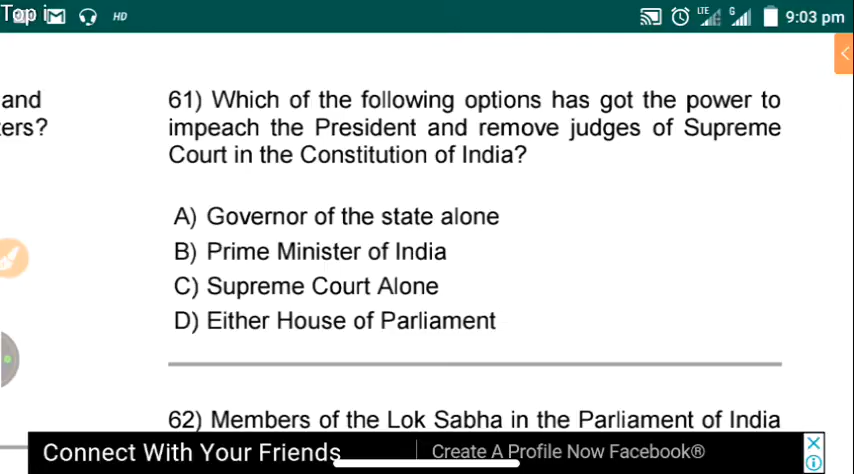 Top i
HD
LTE
G
9:03 pm
and
ers?
61) Which of the following options has got the power to
impeach the President and remove judges of Supreme
Court in the Constitution of India?
A) Governor of the state alone
B) Prime Minister of India
C) Supreme Court Alone
D) Either House of Parliament
62) Members of the Lok Sabha in the Parliament of India
Connect With Your Friends
Create A Profile Now Facebook®